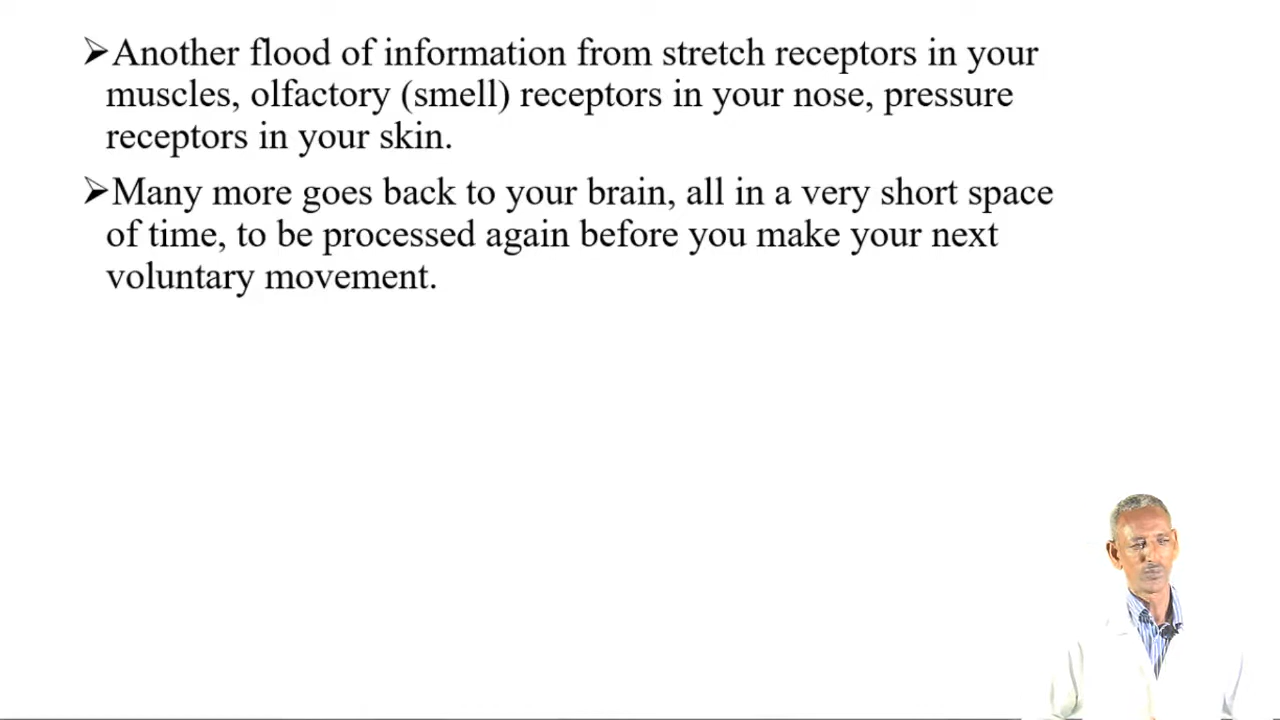 ➢Another flood of information from stretch receptors in your
muscles, olfactory (smell) receptors in your nose, pressure
receptors in your skin.
➢Many more goes back to your brain, all in a very short space
of time, to be processed again before you make your next
voluntary movement.